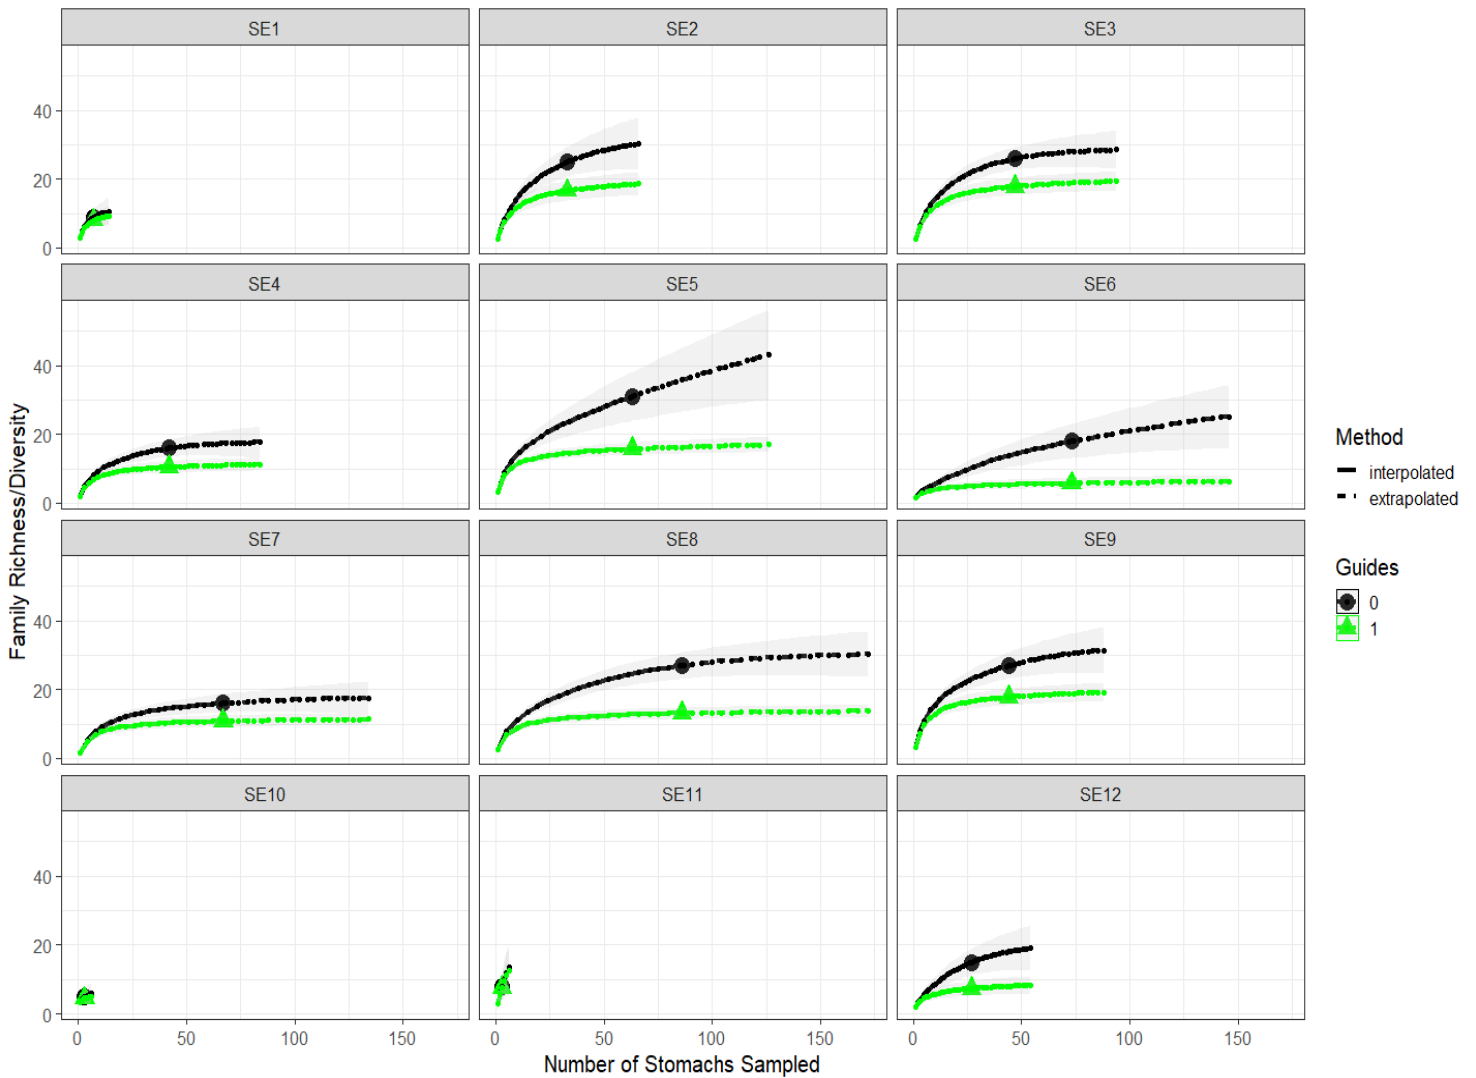 SE1 SE2 SE3
40
20
0
SE4 SE5 SE6
40
20
0
SE7 SE8 SE9
40
20
0
SE10 SE11 SE12
40
20
0
0 50 100 150 0 50 100 150 0 50 100 150
Number of Stomachs Sampled
Family Richness/Diversity
Method
interpolated
extrapolated
Guides
0
1